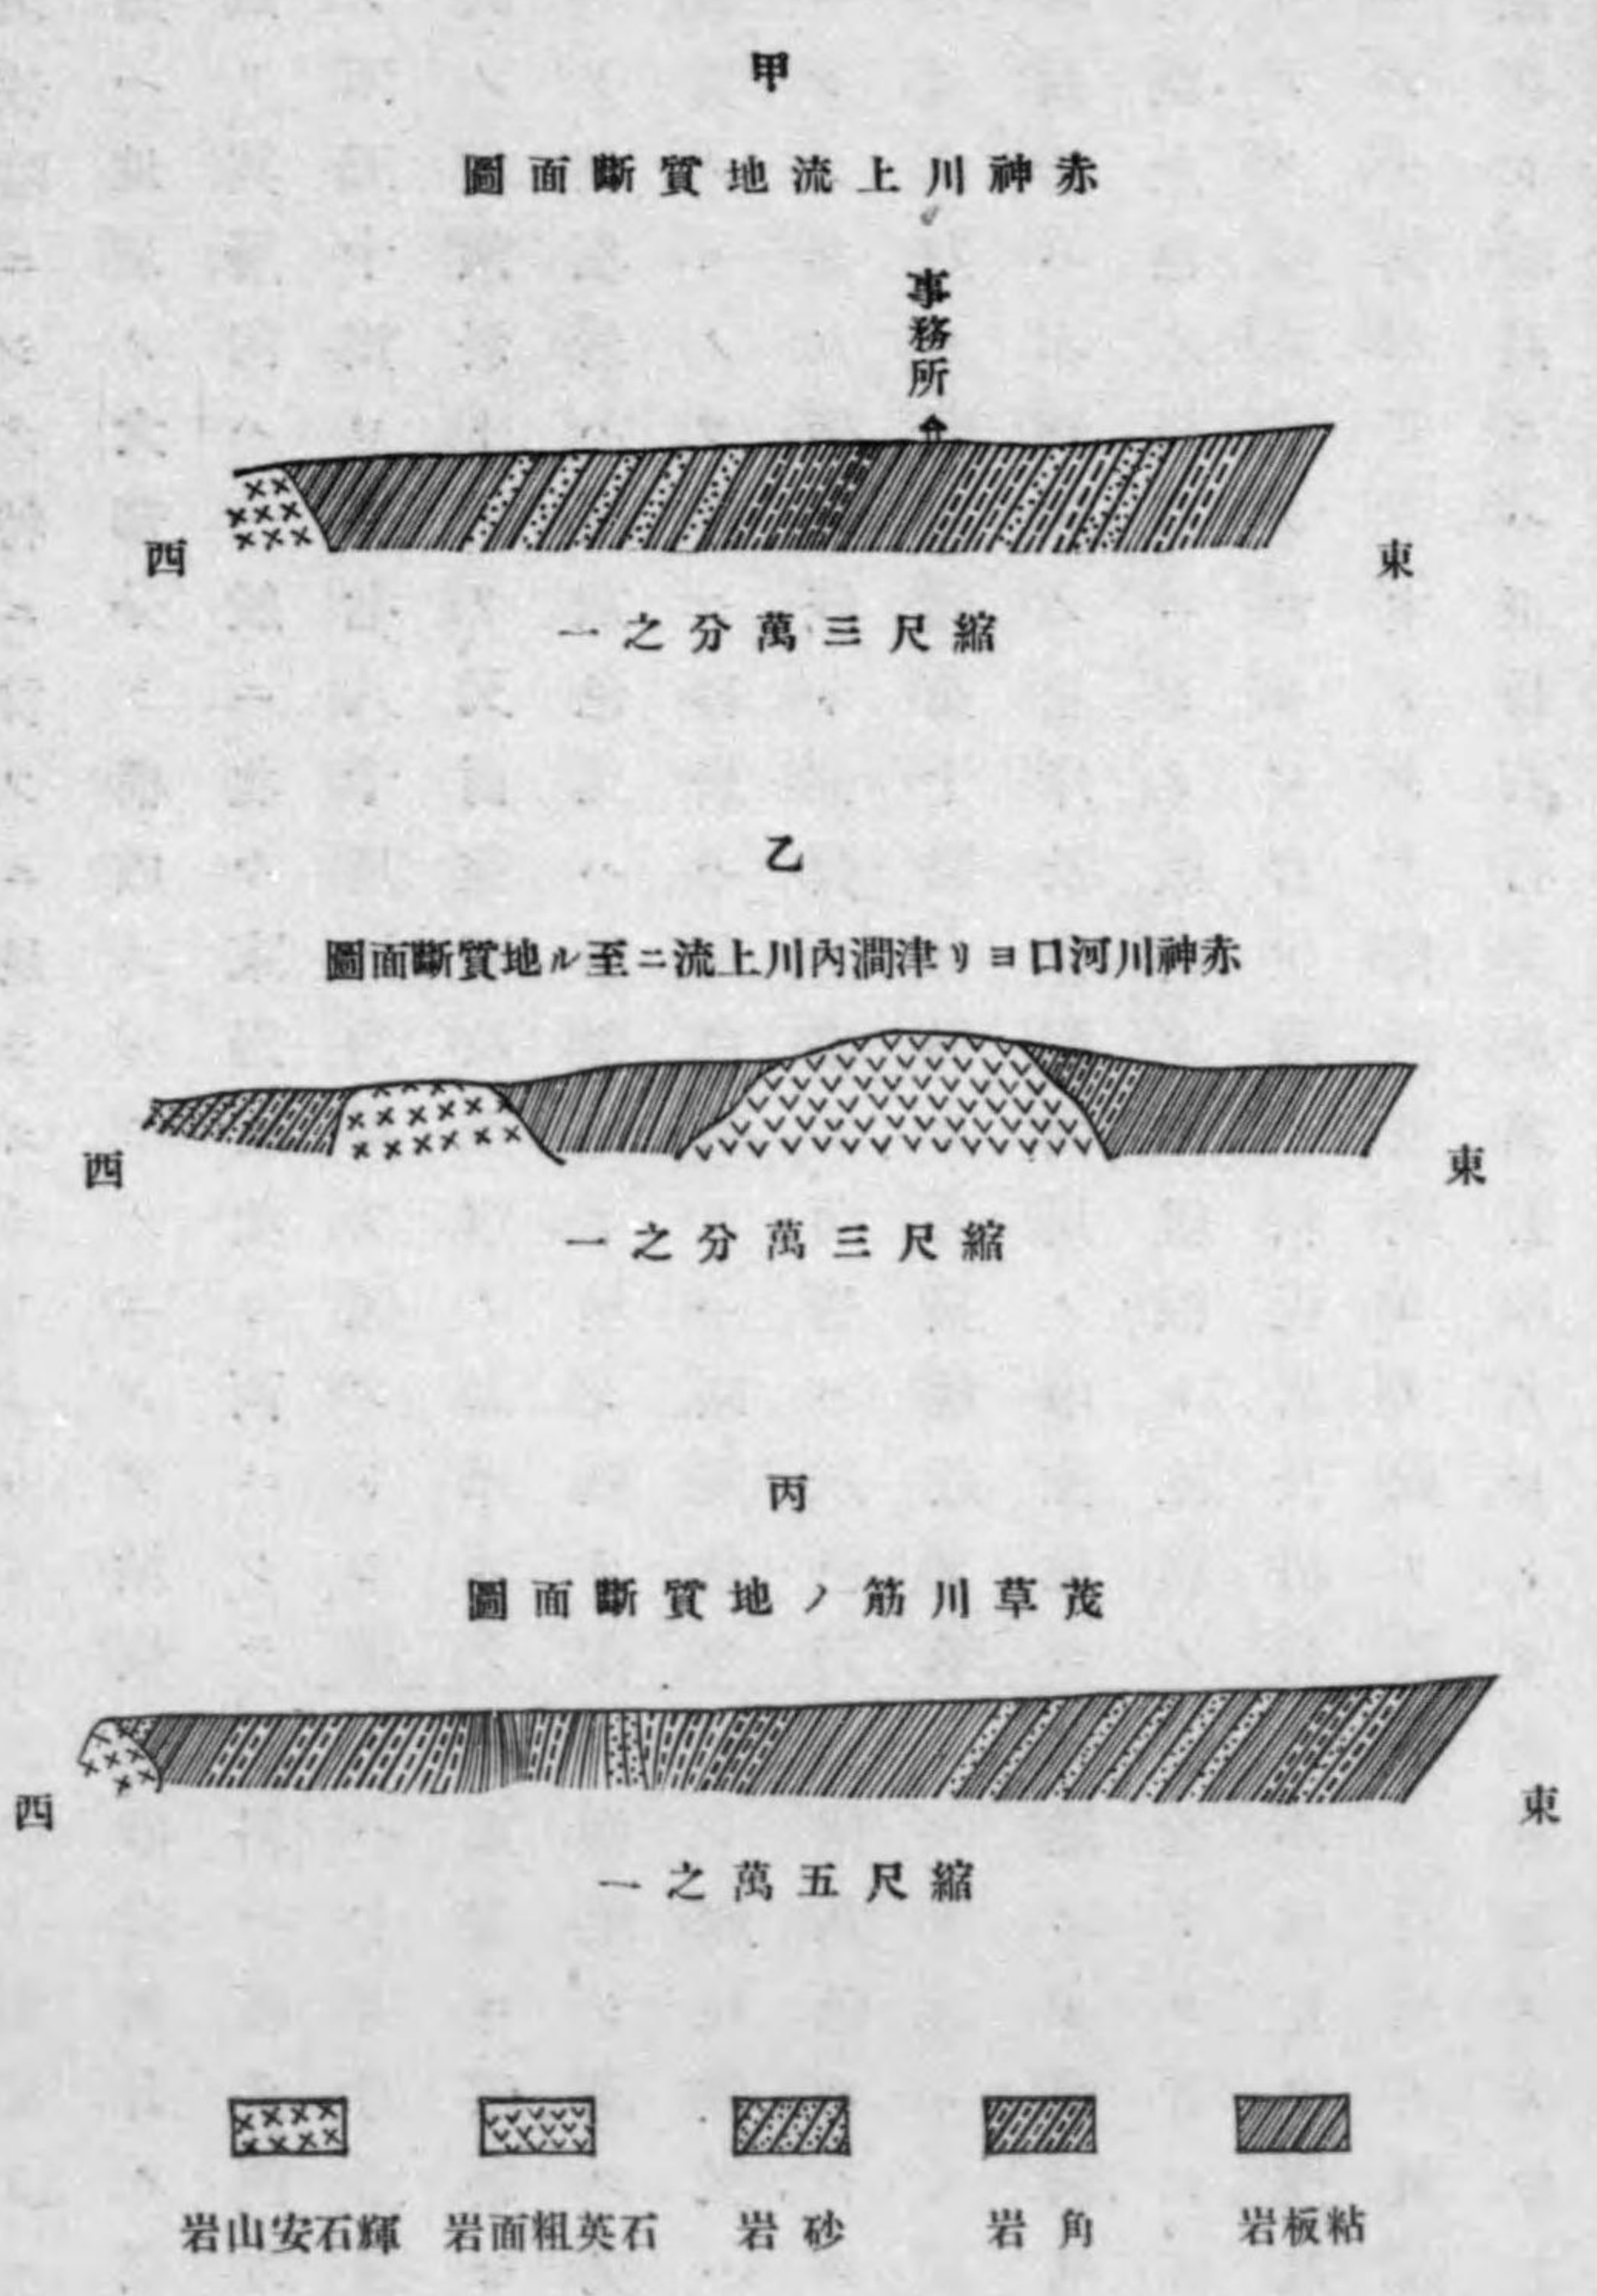 甲
赤神川上流地質斷面圖
事務所
西
東
縮尺三萬分之一
乙
赤神川河口ヨリ津澗內川上流ニ至ル地質斷面圖
西
東
縮尺三萬分之一
丙
茂草川筋ノ地質斷面圖
西
東
縮尺五萬之一
粘板岩
角岩
砂岩
石英粗面岩
輝石安山岩